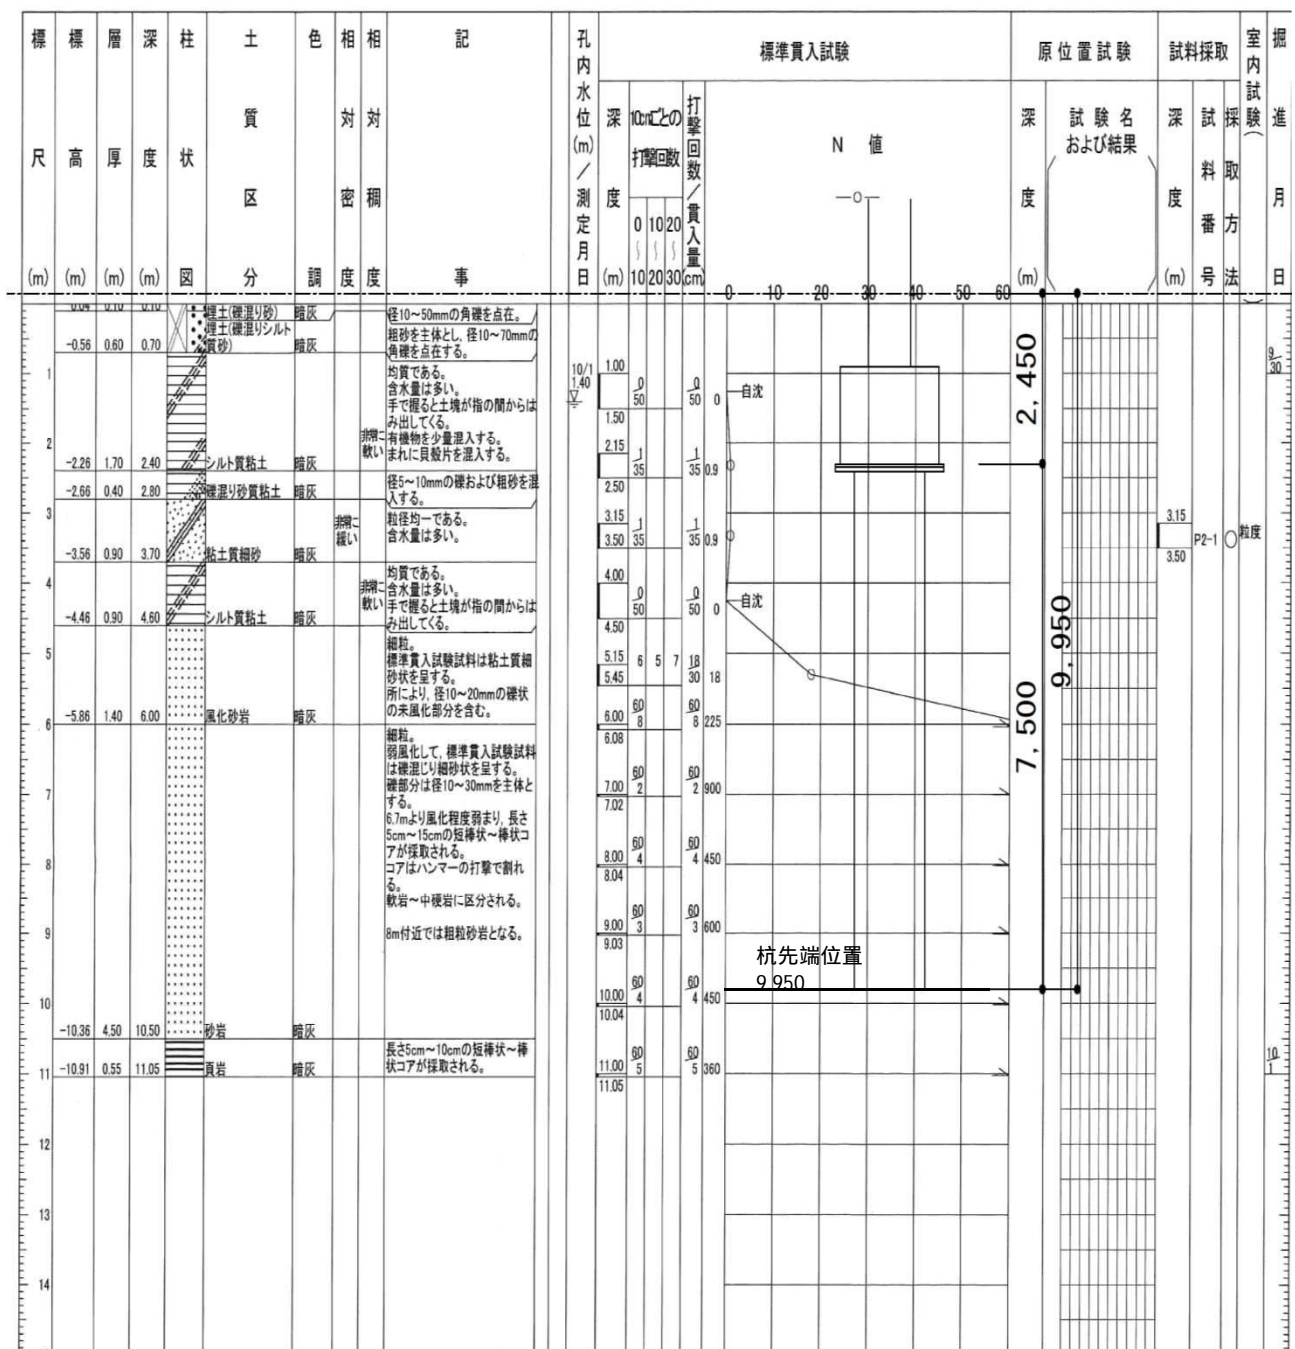 標尺(m)
標高(m)
層厚(m)
深度(m)
柱状図
土質区分
色調
相対密度
相対稠度
記事
孔内水位(m)/測定月日
標準貫入試験
深度(m)
10cmごとの
打撃回数
0〜10
10〜20
20〜30
打撃回数/貫入量(cm)
N 値
0 10 20 30 40 50 60
原位置試験
深度(m)
試験名
および結果
試料採取
深度(m)
試料番号
採取方法
室内試験
掘進月日
-0.04 0.10 0.10 埋土(礫混り砂) 暗灰
径10〜50mmの角礫を点在。
-0.56 0.60 0.70 埋土(礫混りシルト
質砂) 暗灰
粗砂を主体とし、径10〜70mmの
角礫を点在する。
-2.26 1.70 2.40 シルト質粘土 暗灰
非常に
軟い
均質である。
含水量は多い。
手で握ると土塊が指の間からは
み出してくる。
有機物を少量混入する。
まれに貝殻片を混入する。
-2.66 0.40 2.80 礫混り砂質粘土 暗灰
径5〜10mmの礫および粗砂を混
入する。
-3.56 0.90 3.70 粘土質細砂 暗灰
非常に
緩い
粒径均一である。
含水量は多い。
-4.46 0.90 4.60 シルト質粘土 暗灰
非常に
軟い
均質である。
含水量は多い。
手で握ると土塊が指の間からは
み出してくる。
-5.86 1.40 6.00 風化砂岩 暗灰
細粒。
標準貫入試験試料は粘土質細
砂状を呈する。
所により、径10〜20mmの礫状
の未風化部分を含む。
-10.36 4.50 10.50 砂岩 暗灰
細粒。
弱風化して、標準貫入試験試料
は礫混じり細砂状を呈する。
礫部分は径10〜30mmを主体と
する。
6.7mより風化程度弱まり、長さ
5cm〜15cmの短棒状〜棒状コ
アが採取される。
コアはハンマーの打撃で割れ
る。
軟岩〜中硬岩に区分される。
8m付近では粗粒砂岩となる。
-10.91 0.55 11.05 頁岩 暗灰
長さ5cm〜10cmの短棒状〜棒
状コアが採取される。
1
2
3
4
5
6
7
8
9
10
11
12
13
14
10/1
1.40
1.00 0/50 0/50 0
1.50
2.15 1/35 1/35 0.9
2.50
3.15 1/35 1/35 0.9
3.50
4.00 0/50 0/50 0
4.50
5.15 6 5 7 18/30 18
5.45
6.00 60/8 60/8 225
6.08
7.00 60/2 60/2 900
7.02
8.00 60/4 60/4 450
8.04
9.00 60/3 60/3 600
9.03
10.00 60/4 60/4 450
10.04
11.00 60/5 60/5 360
11.05
自沈
自沈
杭先端位置
9.950
2,450
7,500
9,950
3.15
3.50
P2-1
粒度
9/30
10/1